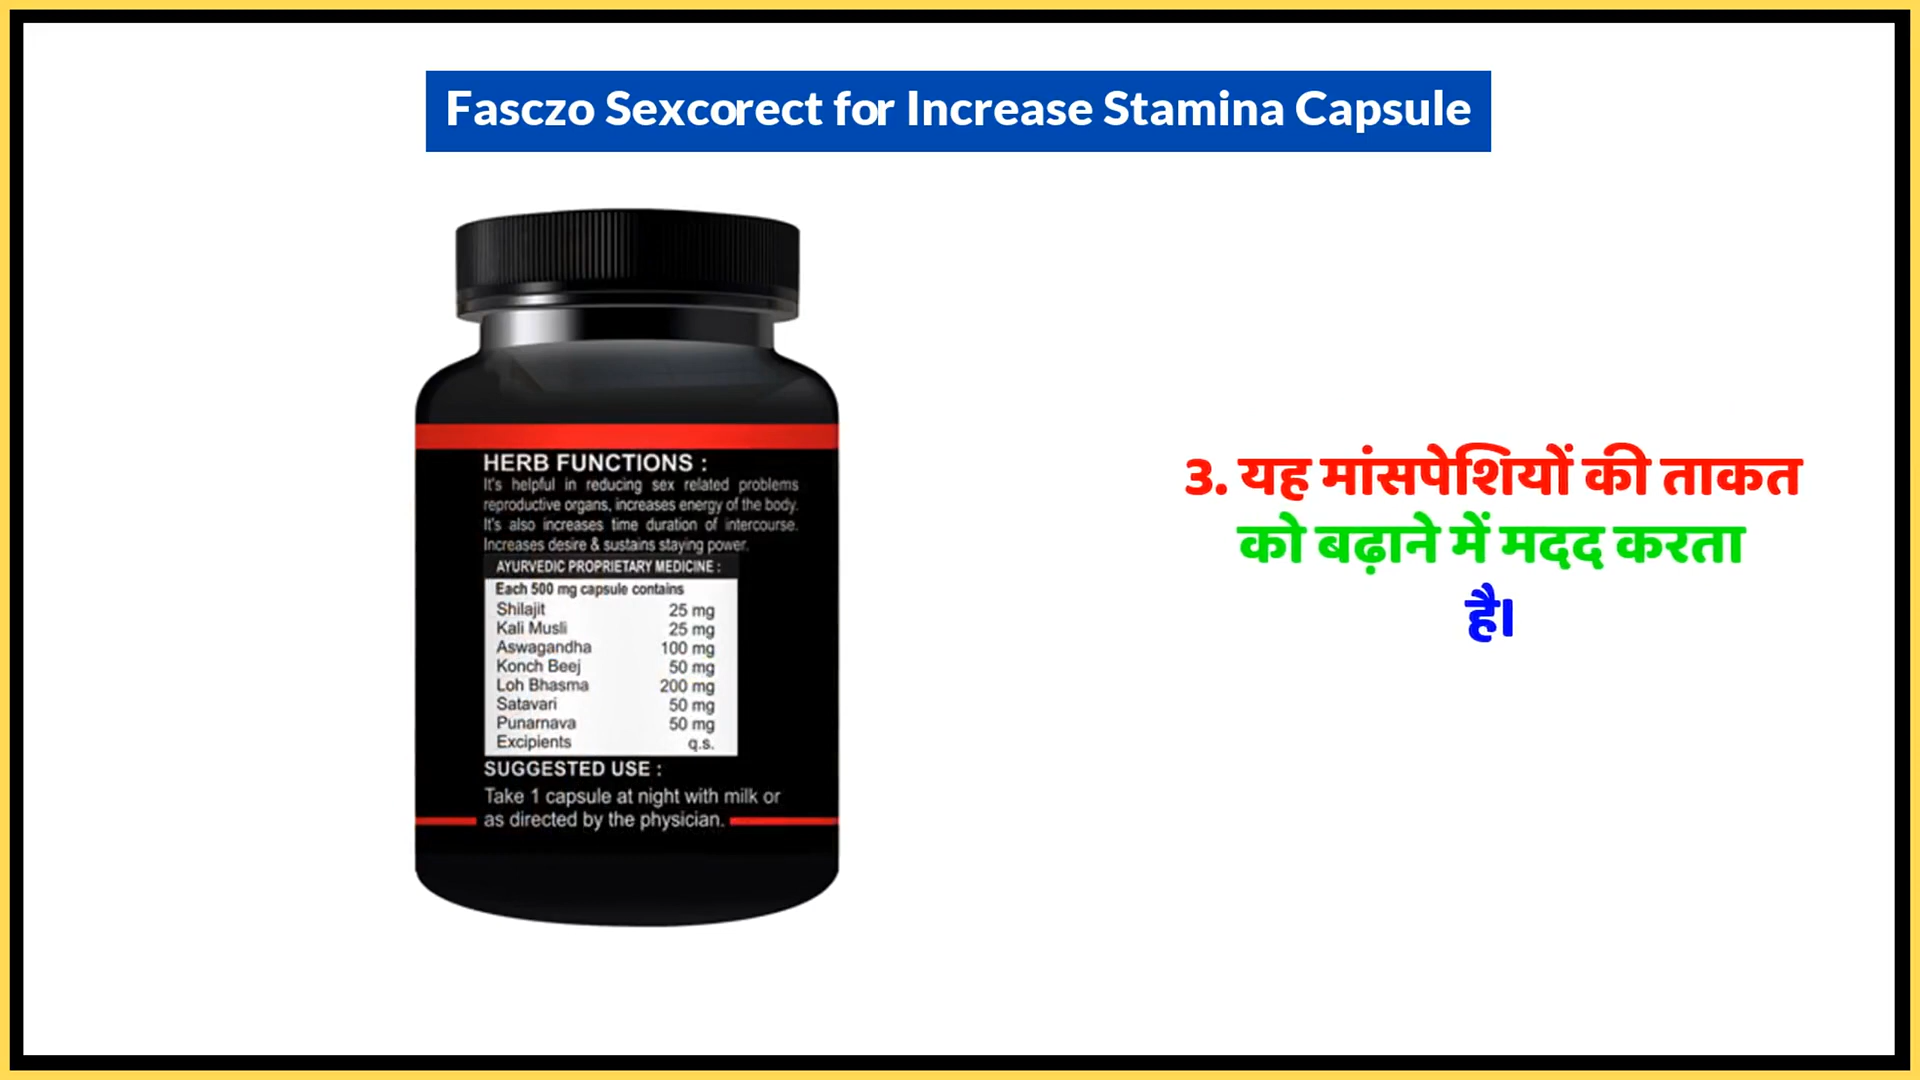 Fasczo Sexcorect for Increase Stamina Capsule
HERB FUNCTIONS :
It's helpful in reducing sex related problems
reproductive organs, increases energy of the body.
It's also increases time duration of intercourse.
Increases desire & sustains staying power.
AYURVEDIC PROPRIETARY MEDICINE :
Each 500 mg capsule contains
Shilajit 25 mg
Kali Musli 25 mg
Aswagandha 100 mg
Konch Beej 50 mg
Loh Bhasma 200 mg
Satavari 50 mg
Punarnava 50 mg
Excipients q.s.
SUGGESTED USE :
Take 1 capsule at night with milk or
as directed by the physician.
3. यह मांसपेशियों की ताकत
को बढ़ाने में मदद करता
है।